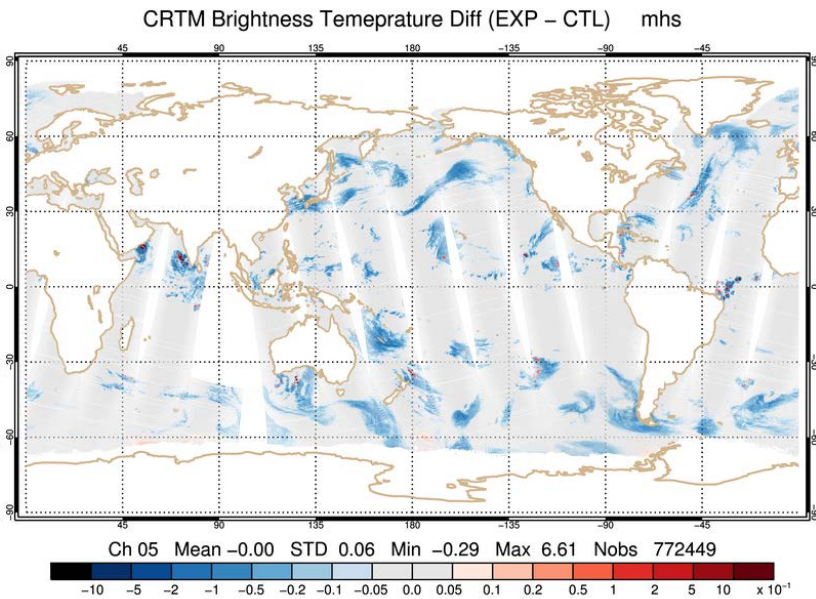 CRTM Brightness Temeprature Diff (EXP − CTL) mhs
45 90 135 180 −135 −90 −45
90
60
30
0
−30
−60
−90
45 90 135 180 −135 −90 −45
Ch 05 Mean −0.00 STD 0.06 Min −0.29 Max 6.61 Nobs 772449
−10 −5 −2 −1 −0.5 −0.2 −0.1 −0.05 0.0 0.05 0.1 0.2 0.5 1 2 5 10 x 10⁻¹